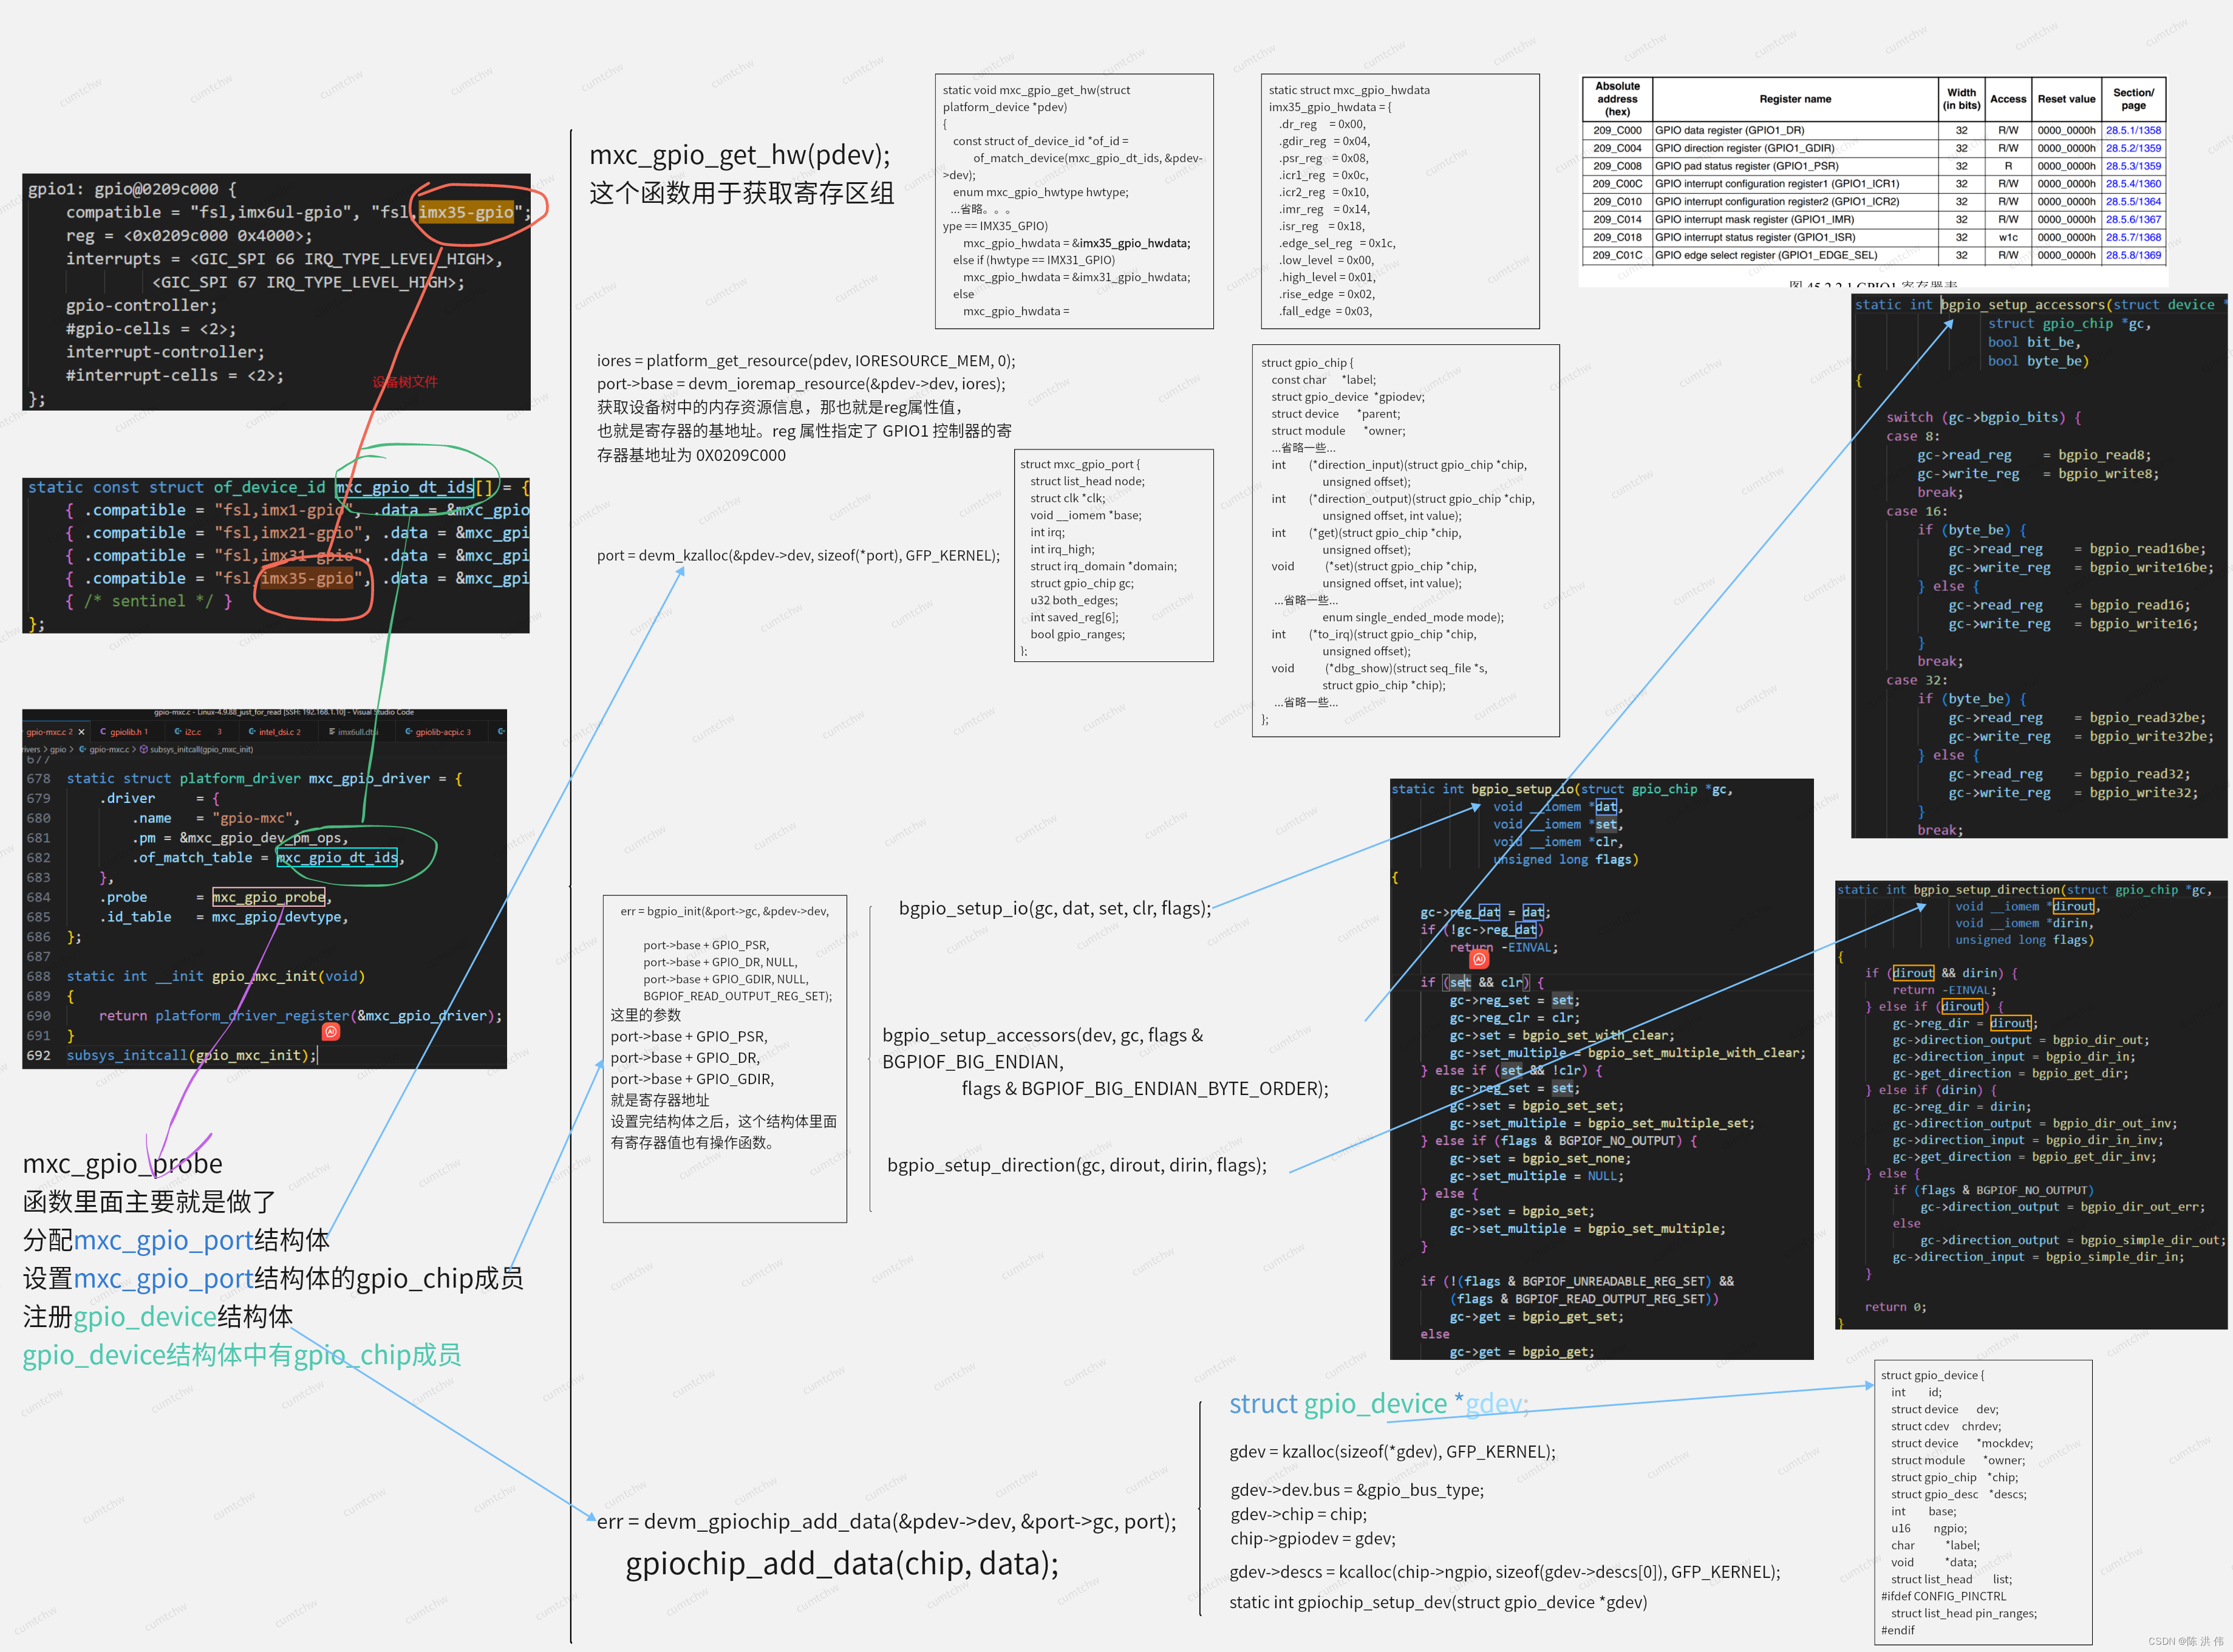 gpio1: gpio@0209c000 {
compatible = "fsl,imx6ul-gpio", "fsl,imx35-gpio";
reg = <0x0209c000 0x4000>;
interrupts = <GIC_SPI 66 IRQ_TYPE_LEVEL_HIGH>,
<GIC_SPI 67 IRQ_TYPE_LEVEL_HIGH>;
gpio-controller;
#gpio-cells = <2>;
interrupt-controller;
#interrupt-cells = <2>;
设备树文件
};
static const struct of_device_id mxc_gpio_dt_ids[] = {
{ .compatible = "fsl,imx1-gpio", .data = &mxc_gpio
{ .compatible = "fsl,imx21-gpio", .data = &mxc_gpi
{ .compatible = "fsl,imx31-gpio", .data = &mxc_gpi
{ .compatible = "fsl,imx35-gpio", .data = &mxc_gpi
{ /* sentinel */ }
};
gpio-mxc.c - Linux-4.9.88_just_for_read [SSH: 192.168.1.10] - Visual Studio Code
gpio-mxc.c 2 gpiolib.h 1 i2c.c 3 intel_dsi.c 2 imx6ull.dtsi gpiolib-acpi.c 3
rivers > gpio > gpio-mxc.c > subsys_initcall(gpio_mxc_init)
677
678 static struct platform_driver mxc_gpio_driver = {
679 .driver = {
680 .name = "gpio-mxc",
681 .pm = &mxc_gpio_dev_pm_ops,
682 .of_match_table = mxc_gpio_dt_ids,
683 },
684 .probe = mxc_gpio_probe,
685 .id_table = mxc_gpio_devtype,
686 };
687
688 static int __init gpio_mxc_init(void)
689 {
690 return platform_driver_register(&mxc_gpio_driver);
691 }
692 subsys_initcall(gpio_mxc_init);
mxc_gpio_probe
函数里面主要就是做了
分配mxc_gpio_port结构体
设置mxc_gpio_port结构体的gpio_chip成员
注册gpio_device结构体
gpio_device结构体中有gpio_chip成员
mxc_gpio_get_hw(pdev);
这个函数用于获取寄存区组
static void mxc_gpio_get_hw(struct
platform_device *pdev)
{
const struct of_device_id *of_id =
of_match_device(mxc_gpio_dt_ids, &pdev-
>dev);
enum mxc_gpio_hwtype hwtype;
...省略。。。
ype == IMX35_GPIO)
mxc_gpio_hwdata = &imx35_gpio_hwdata;
else if (hwtype == IMX31_GPIO)
mxc_gpio_hwdata = &imx31_gpio_hwdata;
else
mxc_gpio_hwdata =
static struct mxc_gpio_hwdata
imx35_gpio_hwdata = {
.dr_reg = 0x00,
.gdir_reg = 0x04,
.psr_reg = 0x08,
.icr1_reg = 0x0c,
.icr2_reg = 0x10,
.imr_reg = 0x14,
.isr_reg = 0x18,
.edge_sel_reg = 0x1c,
.low_level = 0x00,
.high_level = 0x01,
.rise_edge = 0x02,
.fall_edge = 0x03,
Absolute address (hex) Register name Width (in bits) Access Reset value Section/ page
209_C000 GPIO data register (GPIO1_DR) 32 R/W 0000_0000h 28.5.1/1358
209_C004 GPIO direction register (GPIO1_GDIR) 32 R/W 0000_0000h 28.5.2/1359
209_C008 GPIO pad status register (GPIO1_PSR) 32 R 0000_0000h 28.5.3/1359
209_C00C GPIO interrupt configuration register1 (GPIO1_ICR1) 32 R/W 0000_0000h 28.5.4/1360
209_C010 GPIO interrupt configuration register2 (GPIO1_ICR2) 32 R/W 0000_0000h 28.5.5/1364
209_C014 GPIO interrupt mask register (GPIO1_IMR) 32 R/W 0000_0000h 28.5.6/1367
209_C018 GPIO interrupt status register (GPIO1_ISR) 32 w1c 0000_0000h 28.5.7/1368
209_C01C GPIO edge select register (GPIO1_EDGE_SEL) 32 R/W 0000_0000h 28.5.8/1369
图 45.2.2.1 GPIO1 寄存器表
iores = platform_get_resource(pdev, IORESOURCE_MEM, 0);
port->base = devm_ioremap_resource(&pdev->dev, iores);
获取设备树中的内存资源信息，那也就是reg属性值，
也就是寄存器的基地址。reg 属性指定了 GPIO1 控制器的寄
存器基地址为 0X0209C000
port = devm_kzalloc(&pdev->dev, sizeof(*port), GFP_KERNEL);
struct mxc_gpio_port {
struct list_head node;
struct clk *clk;
void __iomem *base;
int irq;
int irq_high;
struct irq_domain *domain;
struct gpio_chip gc;
u32 both_edges;
int saved_reg[6];
bool gpio_ranges;
};
struct gpio_chip {
const char *label;
struct gpio_device *gpiodev;
struct device *parent;
struct module *owner;
...省略一些...
int (*direction_input)(struct gpio_chip *chip,
unsigned offset);
int (*direction_output)(struct gpio_chip *chip,
unsigned offset, int value);
int (*get)(struct gpio_chip *chip,
unsigned offset);
void (*set)(struct gpio_chip *chip,
unsigned offset, int value);
...省略一些...
enum single_ended_mode mode);
int (*to_irq)(struct gpio_chip *chip,
unsigned offset);
void (*dbg_show)(struct seq_file *s,
struct gpio_chip *chip);
...省略一些...
};
static int bgpio_setup_accessors(struct device *
struct gpio_chip *gc,
bool bit_be,
bool byte_be)
{
switch (gc->bgpio_bits) {
case 8:
gc->read_reg = bgpio_read8;
gc->write_reg = bgpio_write8;
break;
case 16:
if (byte_be) {
gc->read_reg = bgpio_read16be;
gc->write_reg = bgpio_write16be;
} else {
gc->read_reg = bgpio_read16;
gc->write_reg = bgpio_write16;
}
break;
case 32:
if (byte_be) {
gc->read_reg = bgpio_read32be;
gc->write_reg = bgpio_write32be;
} else {
gc->read_reg = bgpio_read32;
gc->write_reg = bgpio_write32;
}
break;
err = bgpio_init(&port->gc, &pdev->dev,
port->base + GPIO_PSR,
port->base + GPIO_DR, NULL,
port->base + GPIO_GDIR, NULL,
BGPIOF_READ_OUTPUT_REG_SET);
这里的参数
port->base + GPIO_PSR,
port->base + GPIO_DR,
port->base + GPIO_GDIR,
就是寄存器地址
设置完结构体之后，这个结构体里面
有寄存器值也有操作函数。
bgpio_setup_io(gc, dat, set, clr, flags);
bgpio_setup_accessors(dev, gc, flags &
BGPIOF_BIG_ENDIAN,
flags & BGPIOF_BIG_ENDIAN_BYTE_ORDER);
bgpio_setup_direction(gc, dirout, dirin, flags);
static int bgpio_setup_io(struct gpio_chip *gc,
void __iomem *dat,
void __iomem *set,
void __iomem *clr,
unsigned long flags)
{
gc->reg_dat = dat;
if (!gc->reg_dat)
return -EINVAL;
if (set && clr) {
gc->reg_set = set;
gc->reg_clr = clr;
gc->set = bgpio_set_with_clear;
gc->set_multiple = bgpio_set_multiple_with_clear;
} else if (set && !clr) {
gc->reg_set = set;
gc->set = bgpio_set_set;
gc->set_multiple = bgpio_set_multiple_set;
} else if (flags & BGPIOF_NO_OUTPUT) {
gc->set = bgpio_set_none;
gc->set_multiple = NULL;
} else {
gc->set = bgpio_set;
gc->set_multiple = bgpio_set_multiple;
}
if (!(flags & BGPIOF_UNREADABLE_REG_SET) &&
(flags & BGPIOF_READ_OUTPUT_REG_SET))
gc->get = bgpio_get_set;
else
gc->get = bgpio_get;
static int bgpio_setup_direction(struct gpio_chip *gc,
void __iomem *dirout,
void __iomem *dirin,
unsigned long flags)
{
if (dirout && dirin) {
return -EINVAL;
} else if (dirout) {
gc->reg_dir = dirout;
gc->direction_output = bgpio_dir_out;
gc->direction_input = bgpio_dir_in;
gc->get_direction = bgpio_get_dir;
} else if (dirin) {
gc->reg_dir = dirin;
gc->direction_output = bgpio_dir_out_inv;
gc->direction_input = bgpio_dir_in_inv;
gc->get_direction = bgpio_get_dir_inv;
} else {
if (flags & BGPIOF_NO_OUTPUT)
gc->direction_output = bgpio_dir_out_err;
else
gc->direction_output = bgpio_simple_dir_out;
gc->direction_input = bgpio_simple_dir_in;
}
return 0;
}
err = devm_gpiochip_add_data(&pdev->dev, &port->gc, port);
gpiochip_add_data(chip, data);
struct gpio_device *gdev;
gdev = kzalloc(sizeof(*gdev), GFP_KERNEL);
gdev->dev.bus = &gpio_bus_type;
gdev->chip = chip;
chip->gpiodev = gdev;
gdev->descs = kcalloc(chip->ngpio, sizeof(gdev->descs[0]), GFP_KERNEL);
static int gpiochip_setup_dev(struct gpio_device *gdev)
struct gpio_device {
int id;
struct device dev;
struct cdev chrdev;
struct device *mockdev;
struct module *owner;
struct gpio_chip *chip;
struct gpio_desc *descs;
int base;
u16 ngpio;
char *label;
void *data;
struct list_head list;
#ifdef CONFIG_PINCTRL
struct list_head pin_ranges;
#endif
cumtchw
CSDN @陈 洪 伟